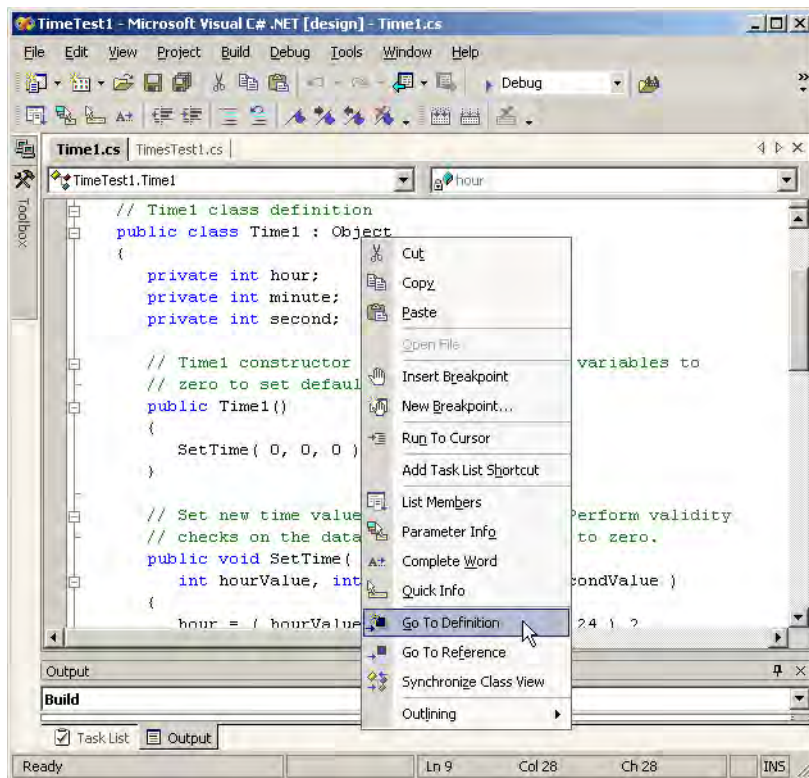 TimeTest1 - Microsoft Visual C# .NET [design] - Time1.cs
File Edit View Project Build Debug Tools Window Help
Debug
Time1.cs TimesTest1.cs
Toolbox
TimeTest1.Time1 hour
// Time1 class definition
public class Time1 : Object
{
private int hour;
private int minute;
private int second;
// Time1 constructor variables to
// zero to set defaul
public Time1()
{
SetTime( 0, 0, 0 )
}
// Set new time value Perform validity
// checks on the data to zero.
public void SetTime(
int hourValue, int condValue )
{
hour = ( hourValue 24 ) ?
Cut
Copy
Paste
Open File
Insert Breakpoint
New Breakpoint...
Run To Cursor
Add Task List Shortcut
List Members
Parameter Info
Complete Word
Quick Info
Go To Definition
Go To Reference
Synchronize Class View
Outlining
Output
Build
Task List Output
Ready Ln 9 Col 28 Ch 28 INS